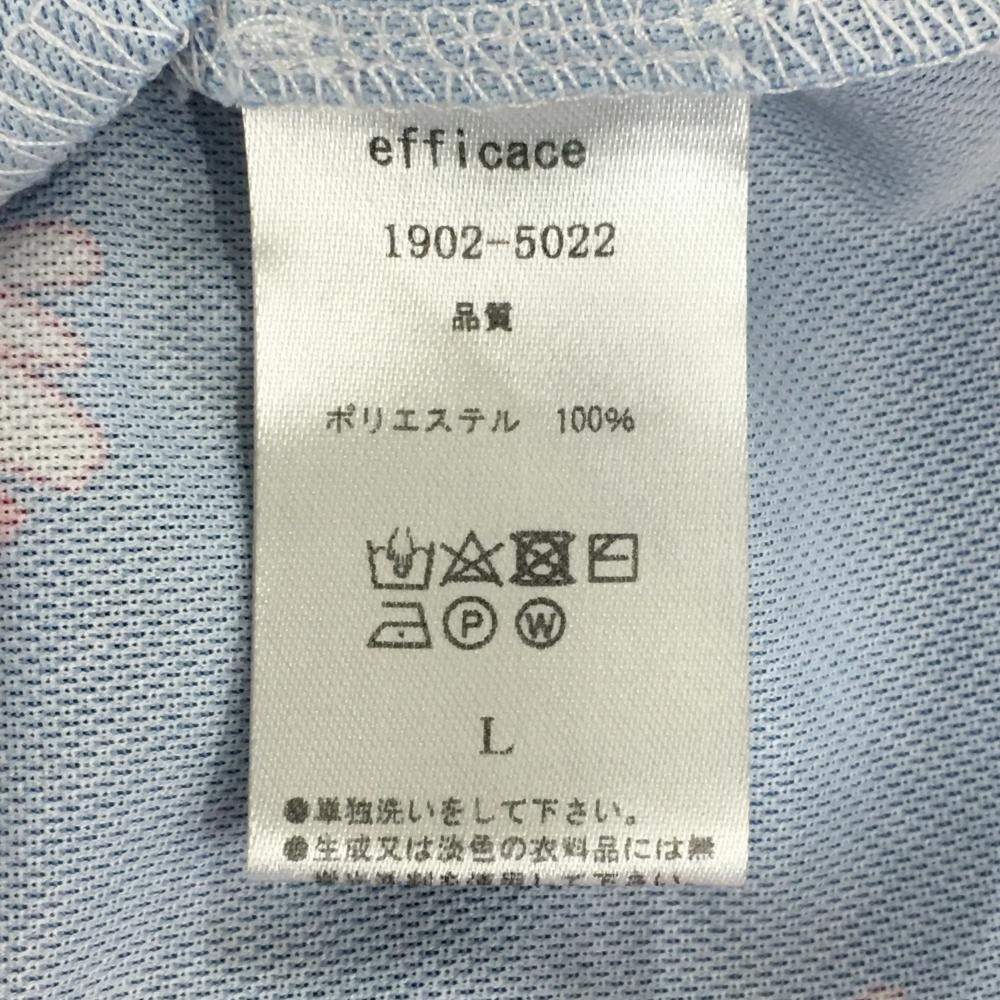 efficace
1902-5022
品質
ポリエステル 100%
P W
L
●単独洗いをして下さい。
●生成又は淡色の衣料品には無